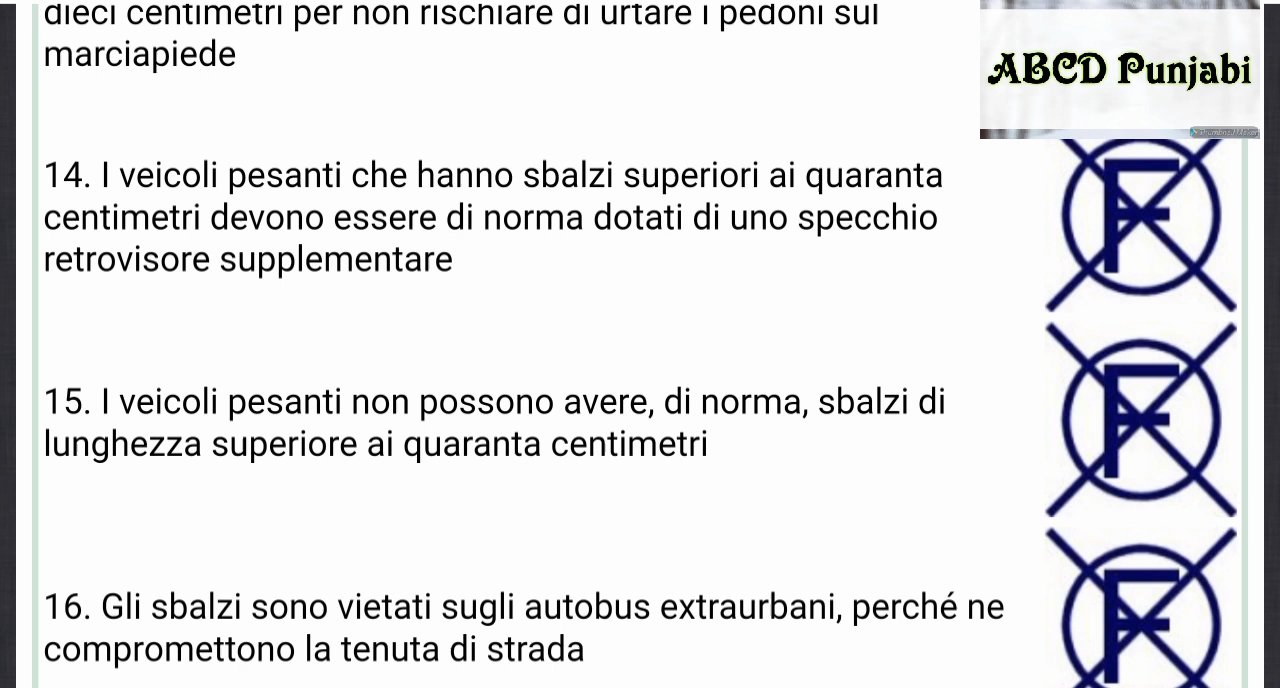 dieci centimetri per non rischiare di urtare i pedoni sul
marciapiede
ABCD Punjabi
Thumbnail Maker
14. I veicoli pesanti che hanno sbalzi superiori ai quaranta
centimetri devono essere di norma dotati di uno specchio
retrovisore supplementare
F
15. I veicoli pesanti non possono avere, di norma, sbalzi di
lunghezza superiore ai quaranta centimetri
F
16. Gli sbalzi sono vietati sugli autobus extraurbani, perché ne
compromettono la tenuta di strada
F